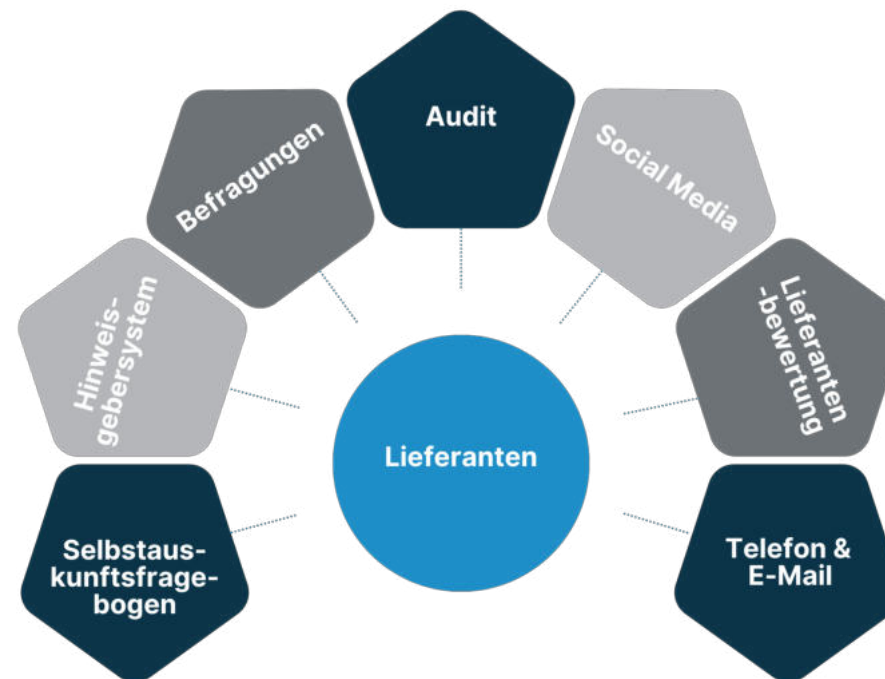 Audit
Befragungen
Social Media
Hinweis-
gebersystem
Lieferanten
-bewertung
Lieferanten
Selbstaus-
kunftsfrage-
bogen
Telefon &
E-Mail